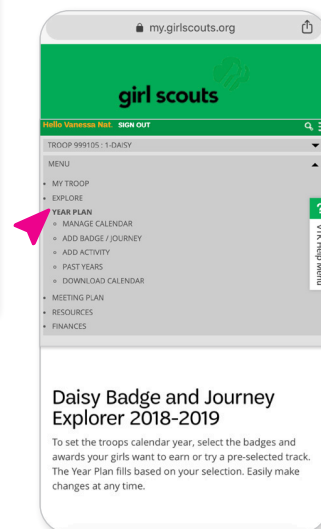 my.girlscouts.org
girl scouts
Hello Vanessa Nat. SIGN OUT
TROOP 999105 : 1-DAISY
MENU
MY TROOP
EXPLORE
YEAR PLAN
MANAGE CALENDAR
ADD BADGE / JOURNEY
ADD ACTIVITY
PAST YEARS
DOWNLOAD CALENDAR
MEETING PLAN
RESOURCES
FINANCES
? VTK Help Menu
Daisy Badge and Journey
Explorer 2018-2019
To set the troops calendar year, select the badges and
awards your girls want to earn or try a pre-selected track.
The Year Plan fills based on your selection. Easily make
changes at any time.